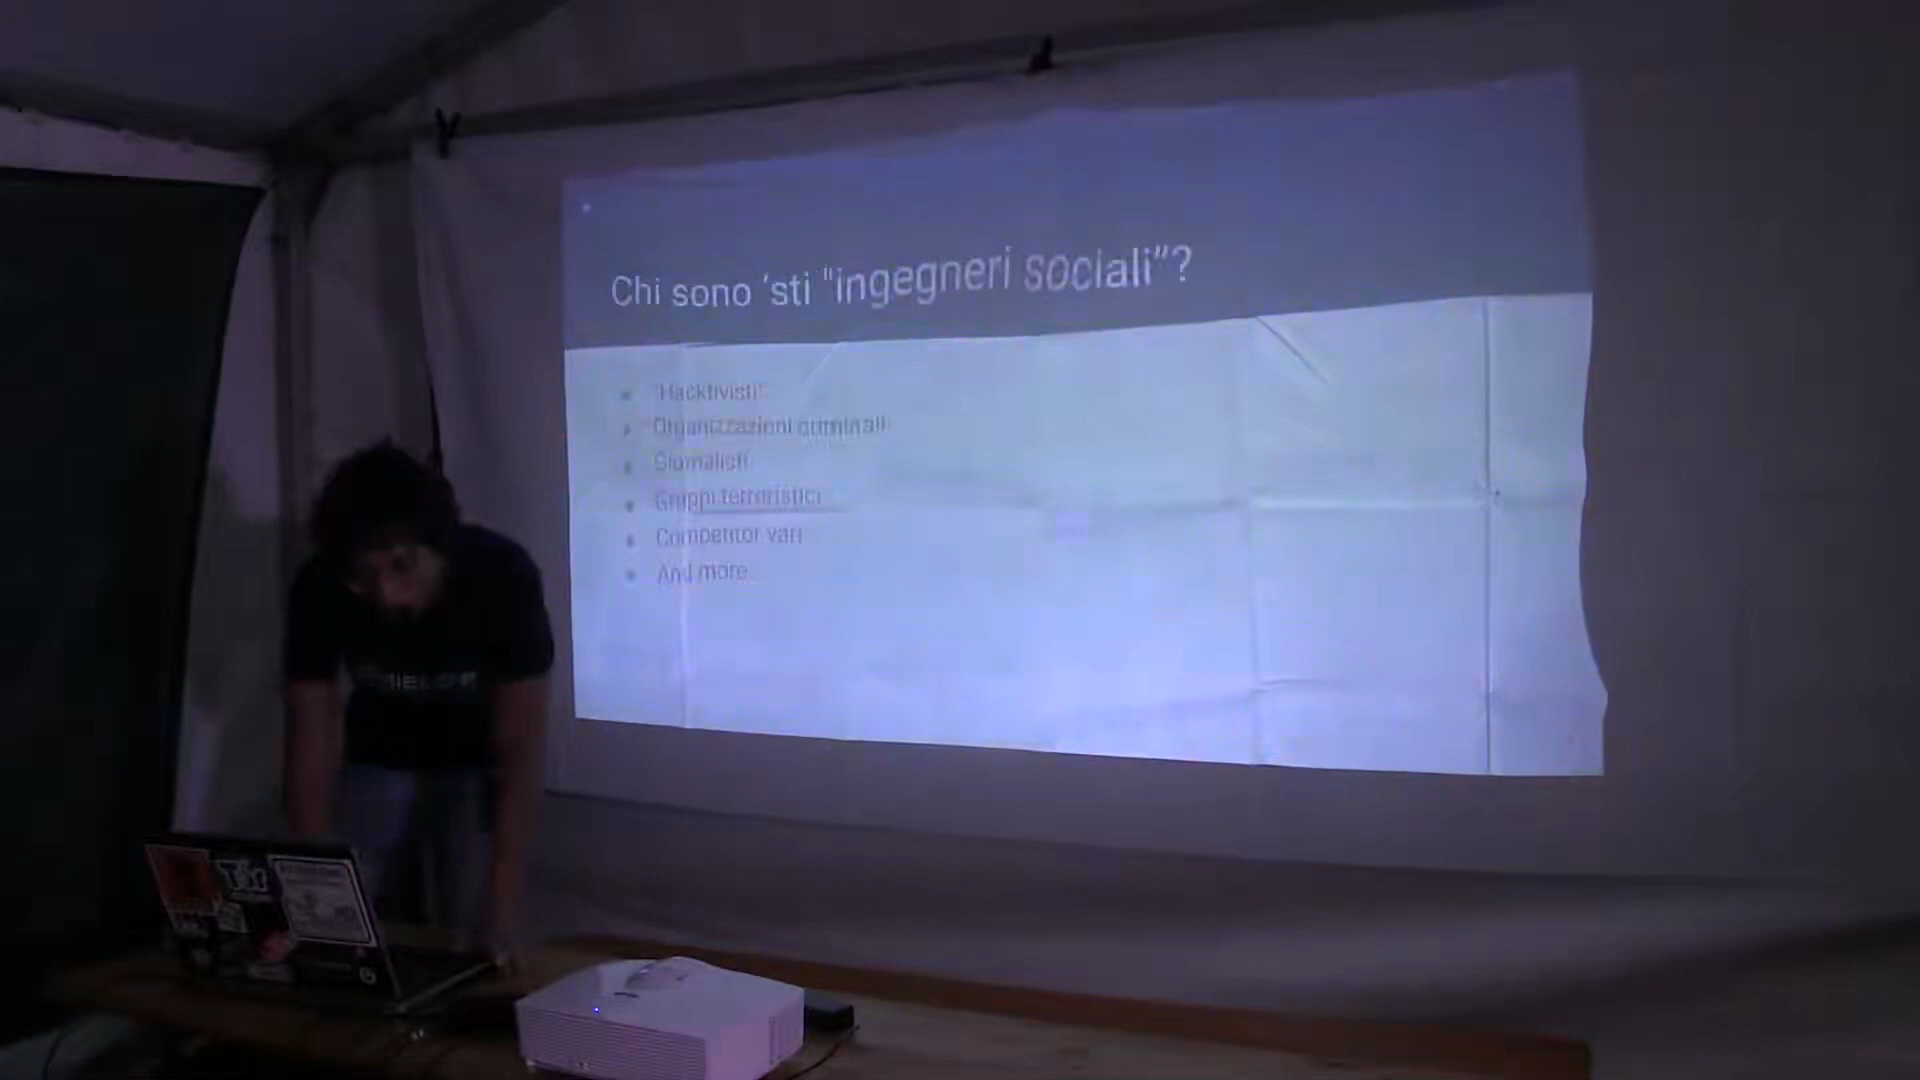 Chi sono ‘sti "ingegneri sociali”?
"Hacktivisti"
Organizzazioni criminali
Giornalisti
Gruppi terroristici
Competitor vari
And more...